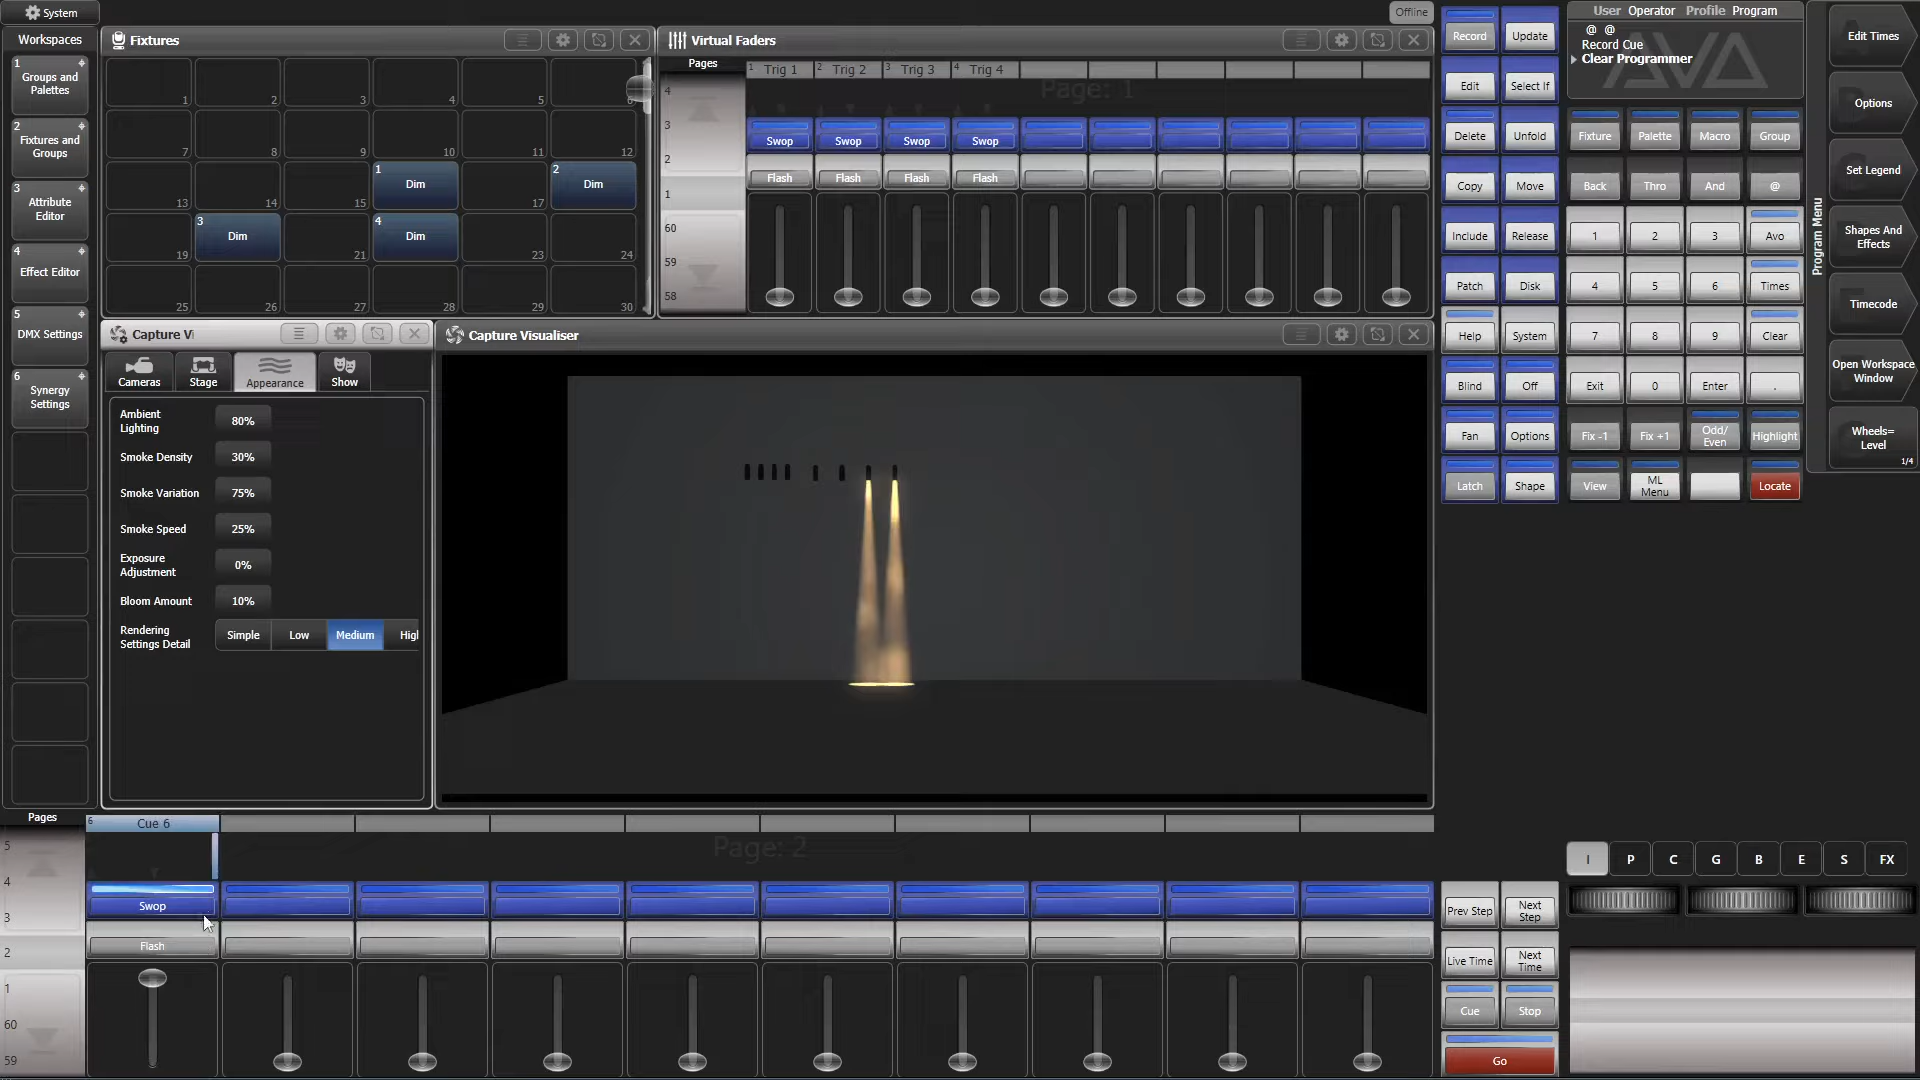 System
Offline
Workspaces
1
Groups and
Palettes
2
Fixtures and
Groups
3
Attribute
Editor
4
Effect Editor
5
DMX Settings
6
Synergy
Settings
Fixtures
1 2 3 4 5 6
7 8 9 10 11 12
13 14 15 1 Dim 17 2 Dim
19 3 Dim 21 4 Dim 23 24
25 26 27 28 29 30
Virtual Faders
Pages
4
3
2
1
60
59
58
1 Trig 1 2 Trig 2 3 Trig 3 4 Trig 4
Page: 1
Swop Swop Swop Swop
Flash Flash Flash Flash
Capture Vi
Cameras Stage Appearance Show
Ambient
Lighting 80%
Smoke Density 30%
Smoke Variation 75%
Smoke Speed 25%
Exposure
Adjustment 0%
Bloom Amount 10%
Rendering
Settings Detail Simple Low Medium High
Capture Visualiser
Record Update
Edit Select If
Delete Unfold
Copy Move
Include Release
Patch Disk
Help System
Blind Off
Fan Options
Latch Shape
User Operator Profile Program
@ @
Record Cue
Clear Programmer
AVO
Fixture Palette Macro Group
Back Thro And @
1 2 3 Avo
4 5 6 Times
7 8 9 Clear
Exit 0 Enter .
Fix -1 Fix +1 Odd/
Even Highlight
View ML
Menu Locate
Program Menu
Edit Times
Options
Set Legend
Shapes And
Effects
Timecode
Open Workspace
Window
Wheels=
Level
1/4
Pages
5
4
3
2
1
60
59
6 Cue 6
Page: 2
Swop
Flash
Prev Step Next
Step
Live Time Next
Time
Cue Stop
Go
I P C G B E S FX